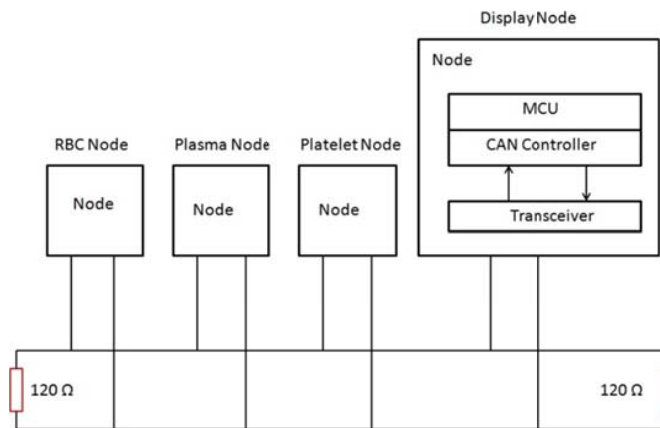 Display Node
Node
MCU
CAN Controller
Transceiver
RBC Node
Plasma Node
Platelet Node
Node
Node
Node
120 Ω
120 Ω